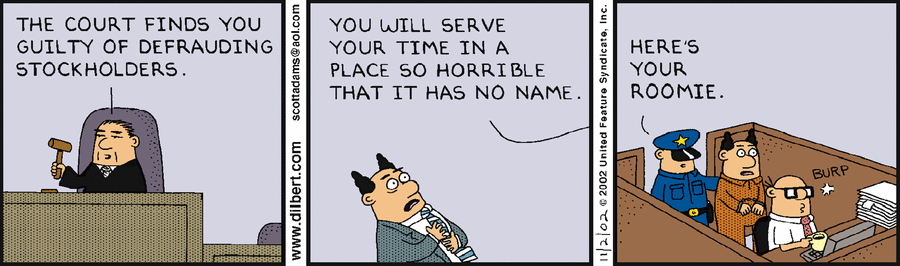 THE COURT FINDS YOU
GUILTY OF DEFRAUDING
STOCKHOLDERS.
www.dilbert.com
scottadams@aol.com
YOU WILL SERVE
YOUR TIME IN A
PLACE SO HORRIBLE
THAT IT HAS NO NAME.
11/2/02 © 2002 United Feature Syndicate, Inc.
HERE'S
YOUR
ROOMIE.
BURP